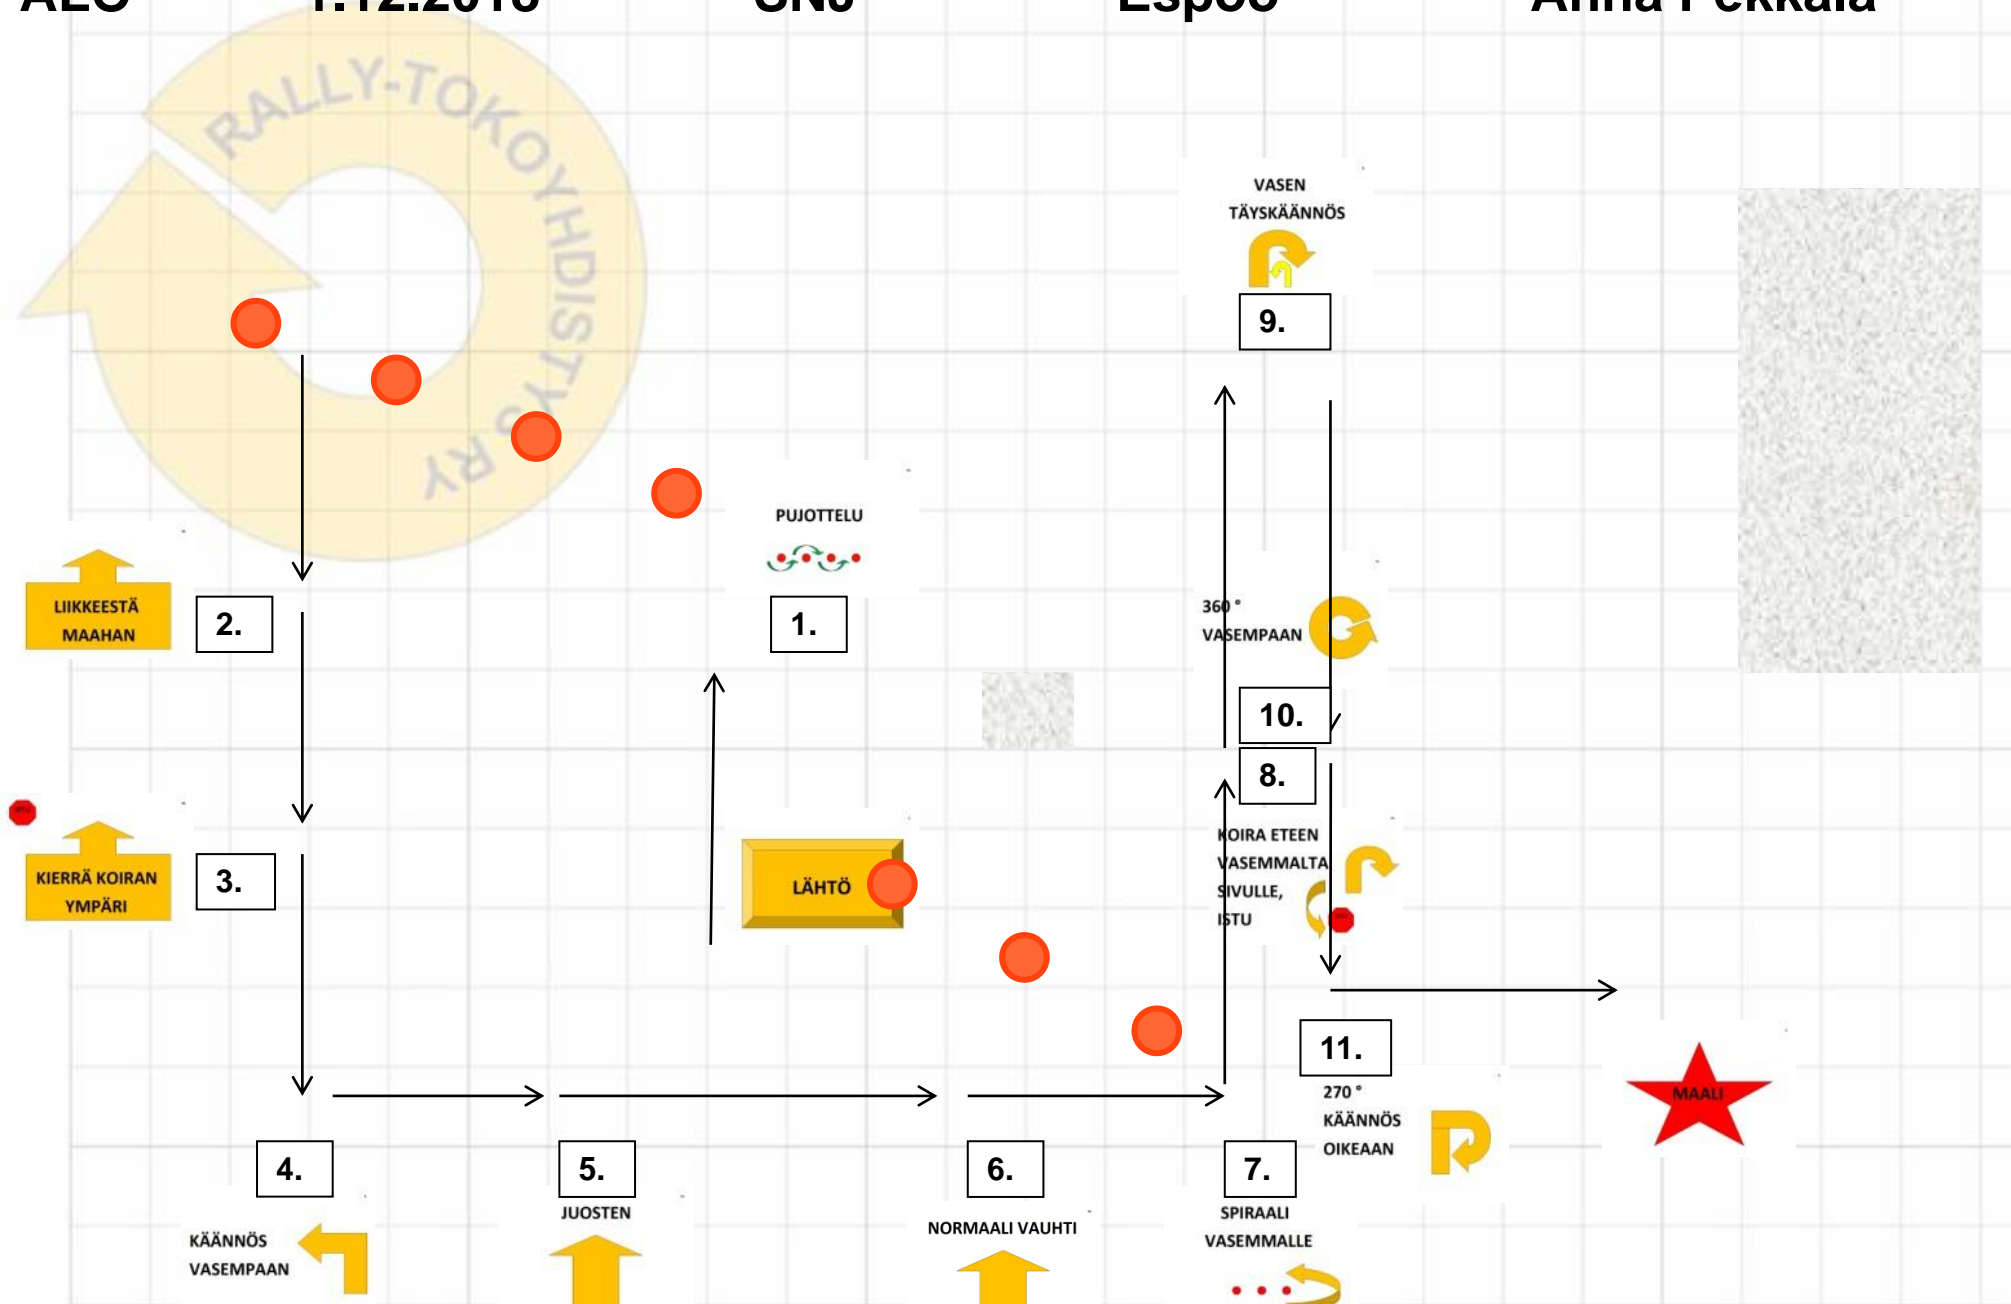 Espoo
RALLY-TOKOYHDISTYS RY
VASEN
TÄYSKÄÄNNÖS
9.
PUJOTTELU
1.
LIIKKEESTÄ
MAAHAN
2.
360 °
VASEMPAAN
10.
8.
KOIRA ETEEN
VASEMMALTA
SIVULLE,
ISTU
KIERRÄ KOIRAN
YMPÄRI
3.
LÄHTÖ
11.
270 °
KÄÄNNÖS
OIKEAAN
MAALI
4.
KÄÄNNÖS
VASEMPAAN
5.
JUOSTEN
6.
NORMAALI VAUHTI
7.
SPIRAALI
VASEMMALLE